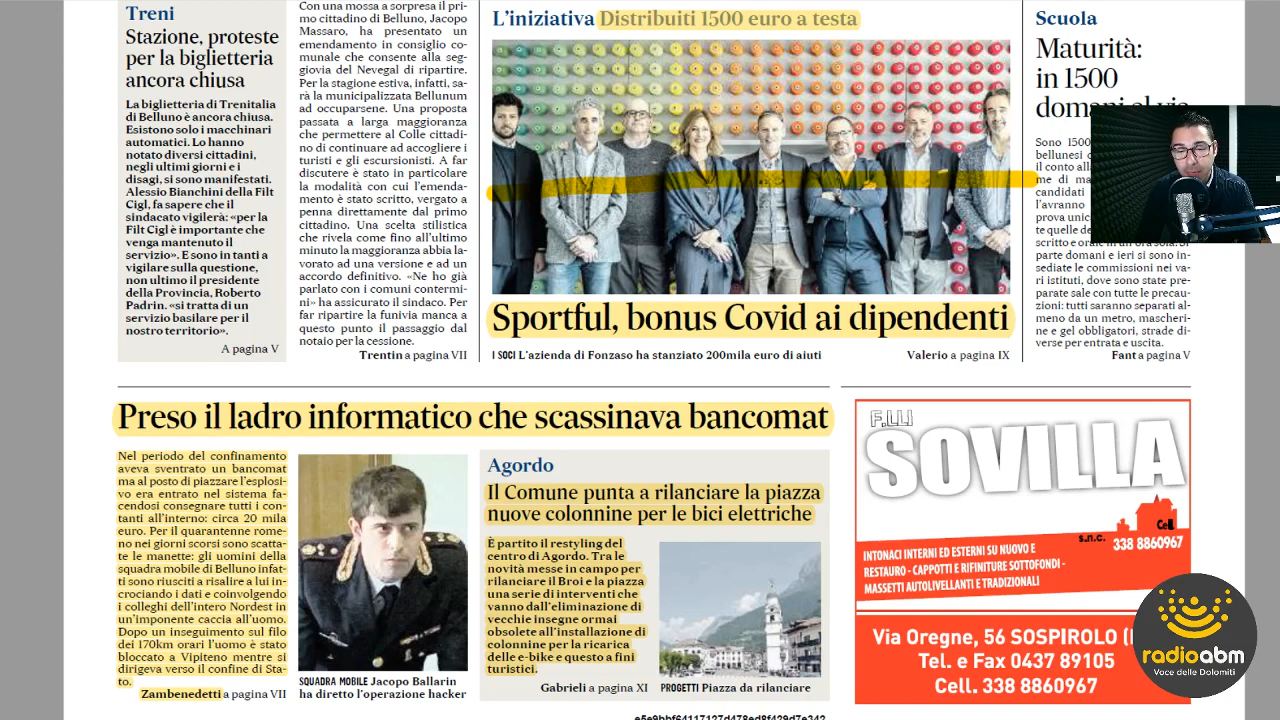 Treni
Stazione, proteste
per la biglietteria
ancora chiusa
La biglietteria di Trenitalia
di Belluno è ancora chiusa.
Esistono solo i macchinari
automatici. Lo hanno
notato diversi cittadini,
negli ultimi giorni e i
disagi, si sono manifestati.
Alessio Bianchini della Filt
Cigl, fa sapere che il
sindacato vigilerà: «per la
Filt Cigl è importante che
venga mantenuto il
servizio». E sono in tanti a
vigilare sulla questione,
non ultimo il presidente
della Provincia, Roberto
Padrin. «si tratta di un
servizio basilare per il
nostro territorio».
A pagina V
Con una mossa a sorpresa il pri-
mo cittadino di Belluno, Jacopo
Massaro, ha presentato un
emendamento in consiglio co-
munale che consente alla seg-
giovia del Nevegal di ripartire.
Per la stagione estiva, infatti, sa-
rà la municipalizzata Bellunum
ad occuparsene. Una proposta
passata a larga maggioranza
che permettere al Colle cittadi-
no di continuare ad accogliere i
turisti e gli escursionisti. A far
discutere è stato in particolare
la modalità con cui l'emenda-
mento è stato scritto, vergato a
penna direttamente dal primo
cittadino. Una scelta stilistica
che rivela come fino all'ultimo
minuto la maggioranza abbia la-
vorato ad una versione e ad un
accordo definitivo. «Ne ho già
parlato con i comuni contermi-
ni» ha assicurato il sindaco. Per
far ripartire la funivia manca a
questo punto il passaggio dal
notaio per la cessione.
Trentin a pagina VII
L'iniziativa Distribuiti 1500 euro a testa
Sportful, bonus Covid ai dipendenti
I SOCI L'azienda di Fonzaso ha stanziato 200mila euro di aiuti
Valerio a pagina IX
Scuola
Maturità:
in 1500
domani al via
Sono 1500
bellunesi
il conto alla
me di
candidati
l'avranno
prova unic
te quelle de
scritto e orale in un'ora sola. Si
parte domani e ieri si sono in-
sediate le commissioni nei va-
ri istituti, dove sono state pre-
parate sale con tutte le precau-
zioni: tutti saranno separati al-
meno da un metro, mascheri-
ne e gel obbligatori, strade di-
verse per entrata e uscita.
Fant a pagina V
Preso il ladro informatico che scassinava bancomat
Nel periodo del confinamento
aveva sventrato un bancomat
ma al posto di piazzare l'esplosi-
vo era entrato nel sistema fa-
cendosi consegnare tutti i con-
tanti all'interno: circa 20 mila
euro. Per il quarantenne rome-
no nei giorni scorsi sono scatta-
te le manette: gli uomini della
squadra mobile di Belluno infat-
ti sono riusciti a risalire a lui in-
crociando i dati e coinvolgendo
i colleghi dell'intero Nordest in
un'imponente caccia all'uomo.
Dopo un inseguimento sul filo
dei 170km orari l'uomo è stato
bloccato a Vipiteno mentre si
dirigeva verso il confine di Sta-
to.
Zambenedetti a pagina VII
SQUADRA MOBILE Jacopo Ballarin
ha diretto l'operazione hacker
Agordo
Il Comune punta a rilanciare la piazza
nuove colonnine per le bici elettriche
È partito il restyling del
centro di Agordo. Tra le
novità messe in campo per
rilanciare il Broi e la piazza
una serie di interventi che
vanno dall'eliminazione di
vecchie insegne ormai
obsolete all'installazione di
colonnine per la ricarica
delle e-bike e questo a fini
turistici.
Gabrieli a pagina XI
PROGETTI Piazza da rilanciare
F.LLI
SOVILLA
s.n.c.
Cell.
338 8860967
INTONACI INTERNI ED ESTERNI SU NUOVO E
RESTAURO - CAPPOTTI E RIFINITURE SOTTOFONDI -
MASSETTI AUTOLIVELLANTI E TRADIZIONALI
Via Oregne, 56 SOSPIROLO (
Tel. e Fax 0437 89105
Cell. 338 8860967
radioabm
Voce delle Dolomiti